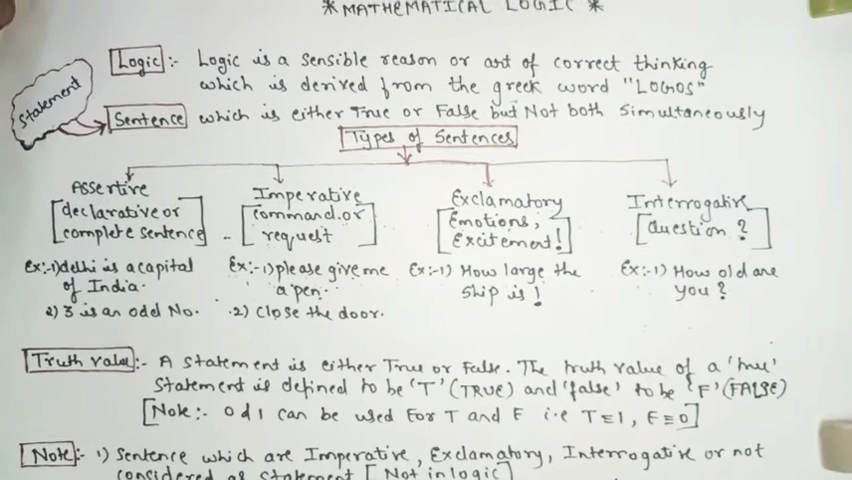 *MATHEMATICAL LOGIC *
Logic :- Logic is a sensible reason or art of correct thinking
which is derived from the greek word "LOGOS"
Statement
Sentence which is either True or False but Not both simultaneously
Types of Sentences
Assertive Imperative Exclamatory Interrogative
[declarative or [command or [Emotions, [Question ?]
complete sentence] request] Excitement!]
Ex:-1) delhi is a capital Ex:-1) please give me Ex:-1) How large the Ex:-1) How old are
of India. a pen. ship is! you?
2) 3 is an odd No. 2) Close the door.
Truth value :- A statement is either True or False. The truth value of a 'true'
statement is defined to be 'T' (TRUE) and 'false' to be 'F' (FALSE)
[Note :- 0 & 1 can be used for T and F i.e T≡1, F≡0]
Note :- 1) Sentence which are Imperative, Exclamatory, Interrogative or not
considered as statement [Not in logic]